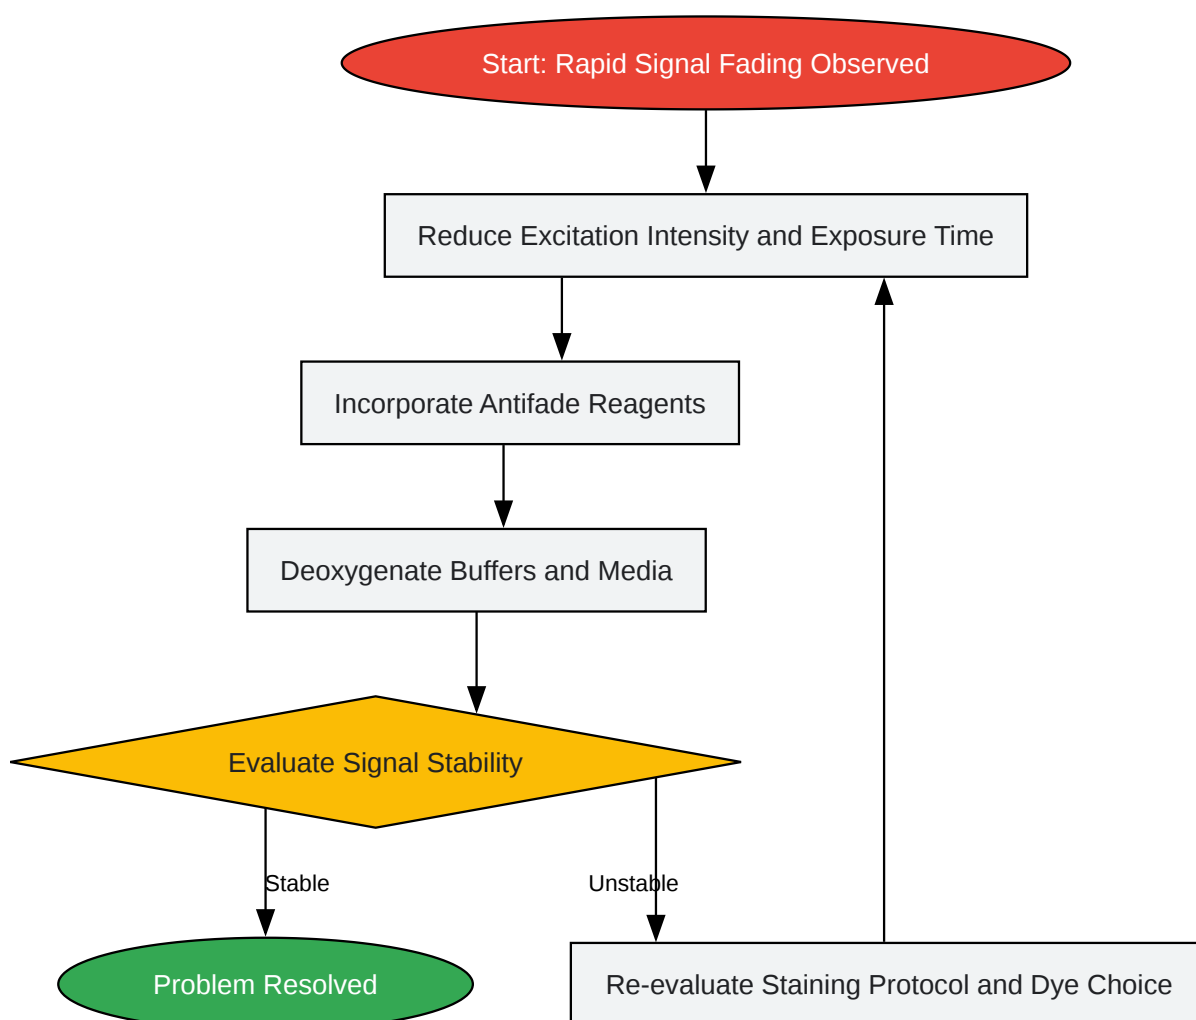 Start: Rapid Signal Fading Observed
Reduce Excitation Intensity and Exposure Time
Incorporate Antifade Reagents
Deoxygenate Buffers and Media
Evaluate Signal Stability
Stable
Unstable
Problem Resolved
Re-evaluate Staining Protocol and Dye Choice